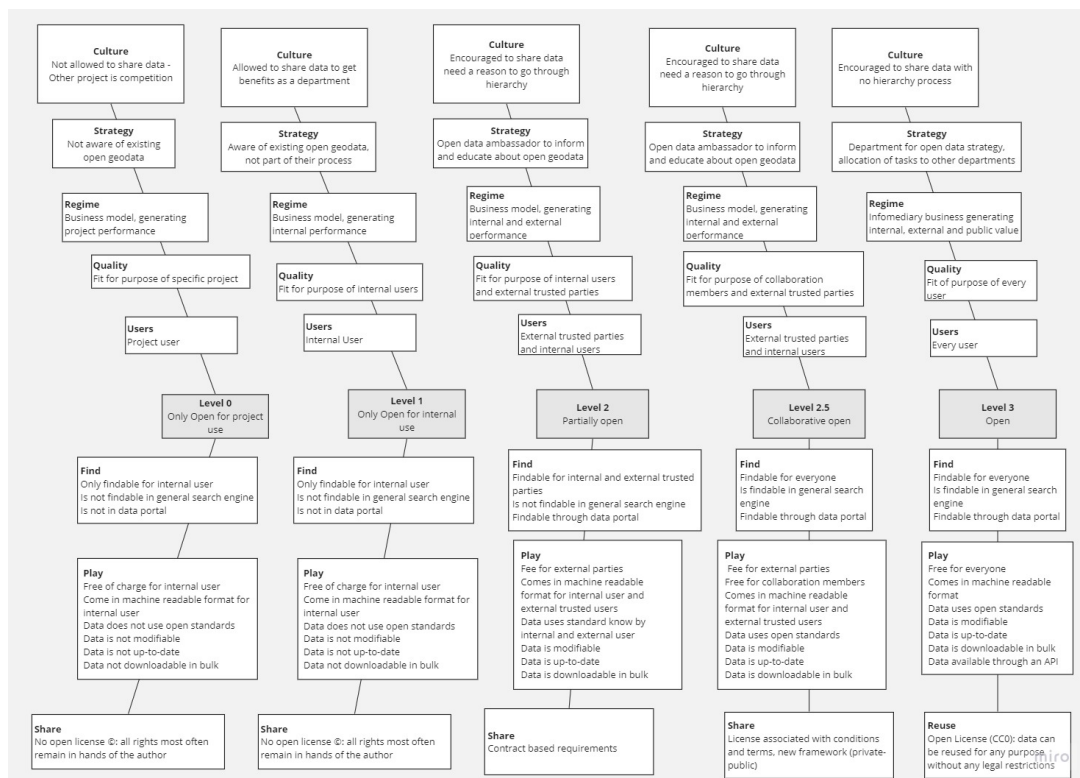 Culture
Not allowed to share data -
Other project is competition
Strategy
Not aware of existing
open geodata
Regime
Business model, generating
project performance
Quality
Fit for purpose of specific project
Users
Project user
Level 0
Only Open for project
use
Find
Only findable for internal user
Is not findable in general search engine
Is not in data portal
Play
Free of charge for internal user
Come in machine readable format for
internal user
Data does not use open standards
Data is not modifiable
Data is not up-to-date
Data not downloadable in bulk
Share
No open license ©: all rights most often
remain in hands of the author
Culture
Allowed to share data to get
benefits as a department
Strategy
Aware of existing open geodata,
not part of their process
Regime
Business model, generating
internal performance
Quality
Fit for purpose of internal users
Users
Internal User
Level 1
Only Open for internal
use
Find
Only findable for internal user
Is not findable in general search engine
Is not in data portal
Play
Free of charge for internal user
Come in machine readable format for
internal user
Data does not use open standards
Data is not modifiable
Data is not up-to-date
Data not downloadable in bulk
Share
No open license ©: all rights most often
remain in hands of the author
Culture
Encouraged to share data
need a reason to go through
hierarchy
Strategy
Open data ambassador to inform
and educate about open geodata
Regime
Business model, generating
internal and external
performance
Quality
Fit for purpose of internal users
and external trusted parties
Users
External trusted parties
and internal users
Level 2
Partially open
Find
Findable for internal and external trusted
parties
Is not findable in general search engine
Findable through data portal
Play
Fee for external parties
Comes in machine readable
format for internal user and
external trusted users
Data uses standard know by
internal and external user
Data is modifiable
Data is up-to-date
Data is downloadable in bulk
Share
Contract based requirements
Culture
Encouraged to share data
need a reason to go through
hierarchy
Strategy
Open data ambassador to inform
and educate about open geodata
Regime
Business model, generating
internal and external
performance
Quality
Fit for purpose of collaboration
members and external trusted parties
Users
External trusted parties
and internal users
Level 2.5
Collaborative open
Find
Findable for everyone
Is findable in general search
engine
Findable through data portal
Play
Fee for external parties
Free for collaboration members
Comes in machine readable
format for internal user and
external trusted users
Data uses open standards
Data is modifiable
Data is up-to-date
Data is downloadable in bulk
Share
License associated with conditions
and terms, new framework (private-
public)
Culture
Encouraged to share data with
no hierarchy process
Strategy
Department for open data strategy,
allocation of tasks to other departments
Regime
Infomediary business generating
internal, external and public value
Quality
Fit of purpose of every
user
Users
Every user
Level 3
Open
Find
Findable for everyone
Is findable in general search
engine
Findable through data portal
Play
Free for everyone
Comes in machine readable
format
Data uses open standards
Data is modifiable
Data is up-to-date
Data is downloadable in bulk
Data available through an API
Reuse
Open License (CC0): data can
be reused for any purpose
without any legal restrictions
miro